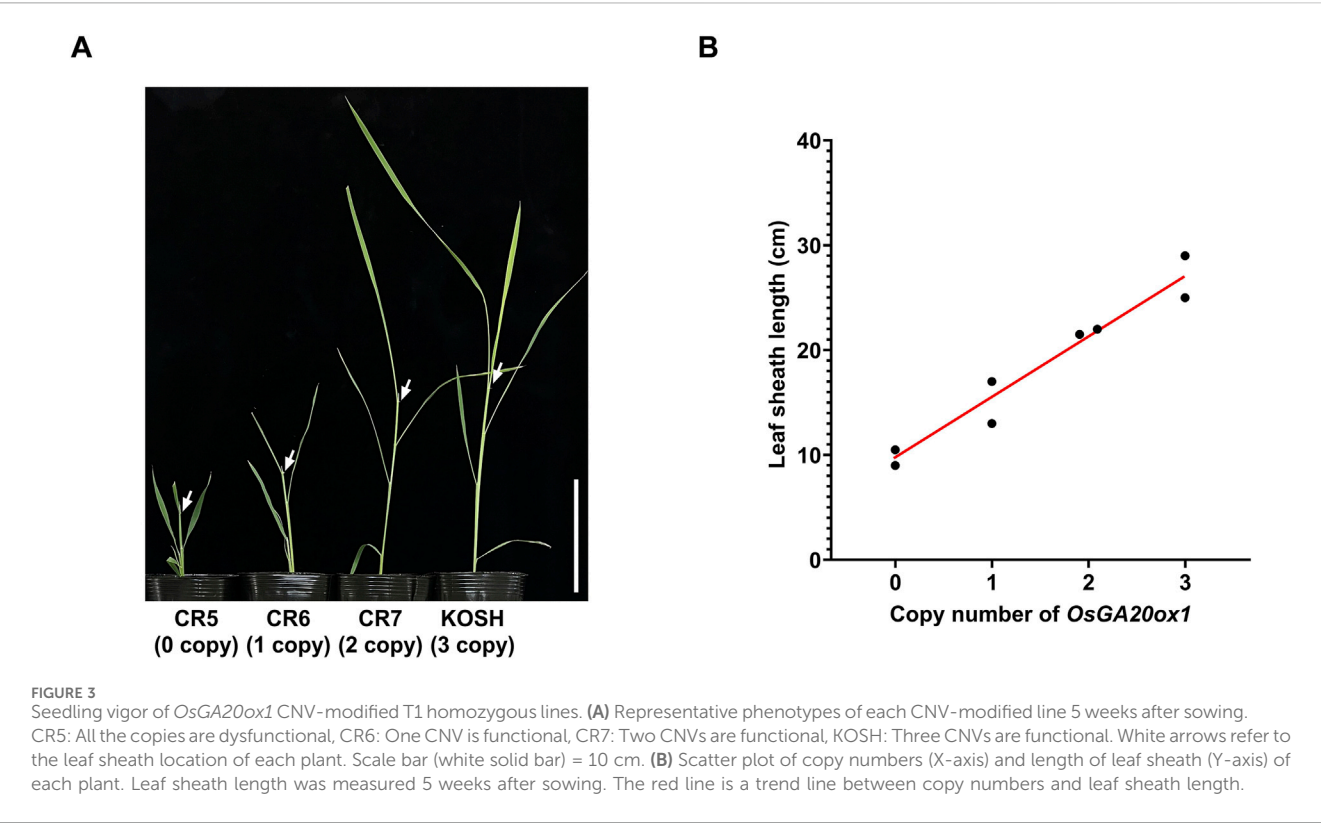 A
B
CR5 CR6 CR7 KOSH
(0 copy) (1 copy) (2 copy) (3 copy)
40
30
20
10
0
Leaf sheath length (cm)
0 1 2 3
Copy number of OsGA20ox1
FIGURE 3
Seedling vigor of OsGA20ox1 CNV-modified T1 homozygous lines. (A) Representative phenotypes of each CNV-modified line 5 weeks after sowing.
CR5: All the copies are dysfunctional, CR6: One CNV is functional, CR7: Two CNVs are functional, KOSH: Three CNVs are functional. White arrows refer to
the leaf sheath location of each plant. Scale bar (white solid bar) = 10 cm. (B) Scatter plot of copy numbers (X-axis) and length of leaf sheath (Y-axis) of
each plant. Leaf sheath length was measured 5 weeks after sowing. The red line is a trend line between copy numbers and leaf sheath length.